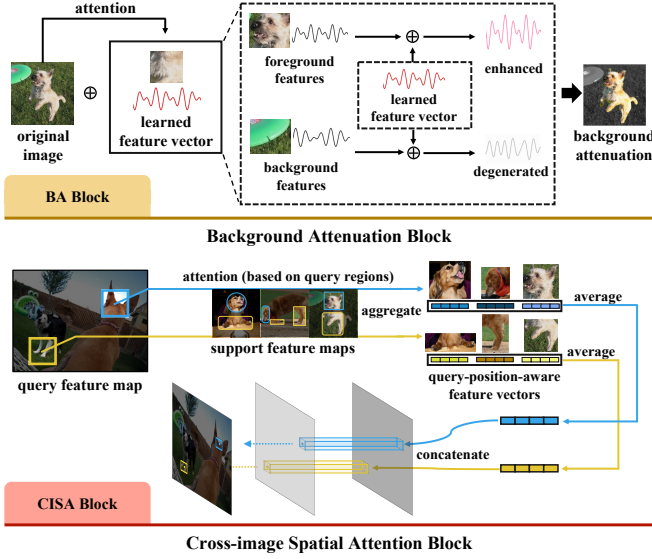 attention
original
image
learned
feature vector
foreground
features
enhanced
learned
feature vector
background
features
degenerated
background
attenuation
BA Block
Background Attenuation Block
attention (based on query regions)
aggregate
average
support feature maps
average
query feature map
query-position-aware
feature vectors
concatenate
CISA Block
Cross-image Spatial Attention Block